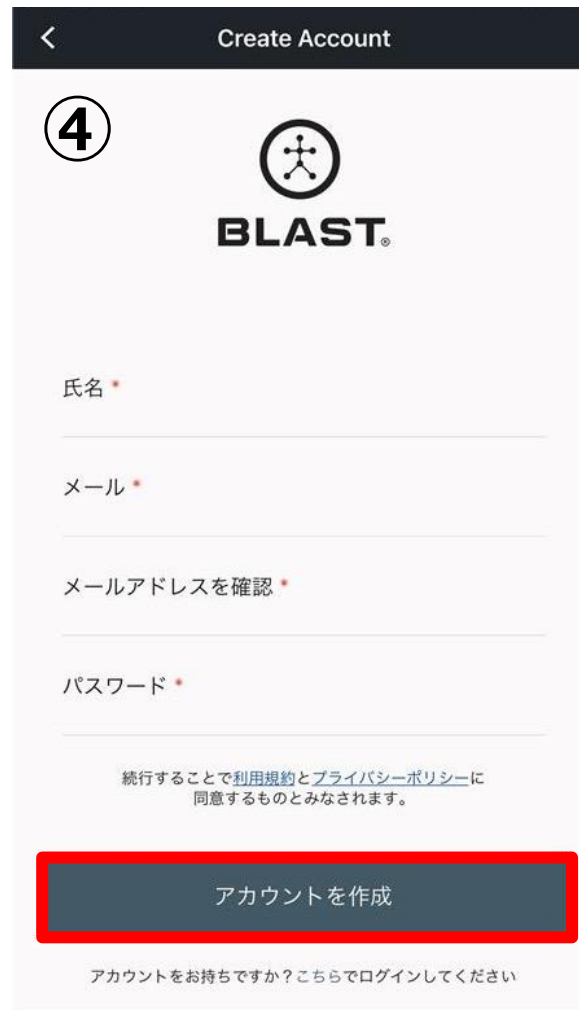 Create Account
④
BLAST®
氏名 *
メール *
メールアドレスを確認 *
パスワード *
続行することで利用規約とプライバシーポリシーに
同意するものとみなされます。
アカウントを作成
アカウントをお持ちですか？こちらでログインしてください